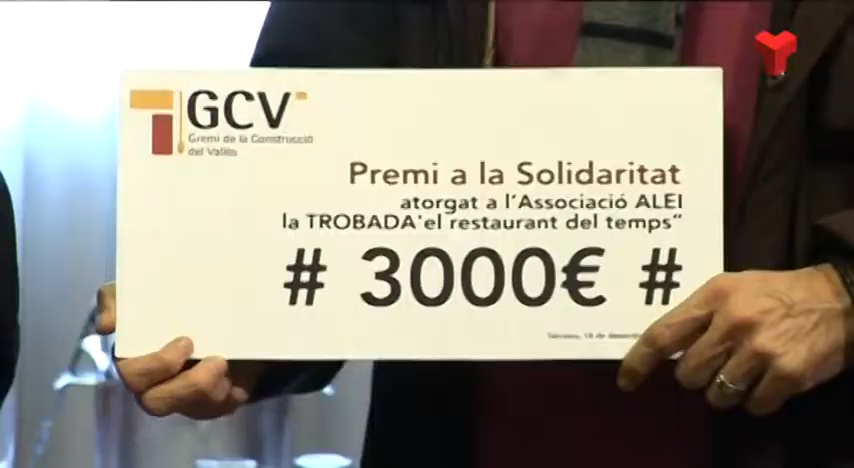 GCV
Gremi de la Construcció
del Vallès
Premi a la Solidaritat
atorgat a l'Associació ALEI
la TROBADA'el restaurant del temps"
# 3000€ #